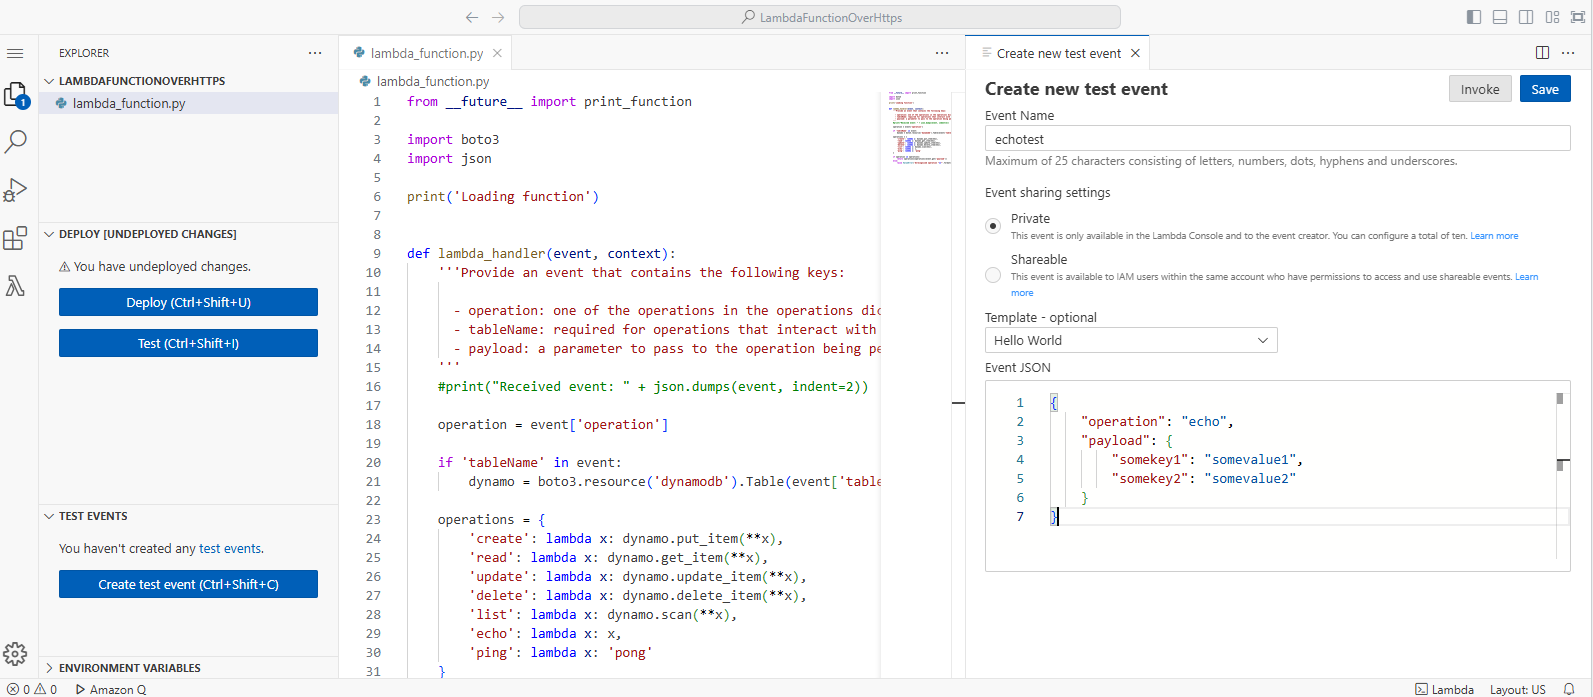 LambdaFunctionOverHttps
EXPLORER
LAMBDAFUNCTIONOVERHTTPS
lambda_function.py
1
DEPLOY [UNDEPLOYED CHANGES]
You have undeployed changes.
Deploy (Ctrl+Shift+U)
Test (Ctrl+Shift+I)
TEST EVENTS
You haven't created any test events.
Create test event (Ctrl+Shift+C)
ENVIRONMENT VARIABLES
lambda_function.py
lambda_function.py
1 from __future__ import print_function
2
3 import boto3
4 import json
5
6 print('Loading function')
7
8
9 def lambda_handler(event, context):
10 '''Provide an event that contains the following keys:
11
12 - operation: one of the operations in the operations dic
13 - tableName: required for operations that interact with
14 - payload: a parameter to pass to the operation being pe
15 '''
16 #print("Received event: " + json.dumps(event, indent=2))
17
18 operation = event['operation']
19
20 if 'tableName' in event:
21 dynamo = boto3.resource('dynamodb').Table(event['table
22
23 operations = {
24 'create': lambda x: dynamo.put_item(**x),
25 'read': lambda x: dynamo.get_item(**x),
26 'update': lambda x: dynamo.update_item(**x),
27 'delete': lambda x: dynamo.delete_item(**x),
28 'list': lambda x: dynamo.scan(**x),
29 'echo': lambda x: x,
30 'ping': lambda x: 'pong'
31 }
Create new test event
Create new test event
Invoke
Save
Event Name
echotest
Maximum of 25 characters consisting of letters, numbers, dots, hyphens and underscores.
Event sharing settings
Private
This event is only available in the Lambda Console and to the event creator. You can configure a total of ten. Learn more
Shareable
This event is available to IAM users within the same account who have permissions to access and use shareable events. Learn
more
Template - optional
Hello World
Event JSON
1 {
2 "operation": "echo",
3 "payload": {
4 "somekey1": "somevalue1",
5 "somekey2": "somevalue2"
6 }
7 }
0 0 Amazon Q
Lambda Layout: US